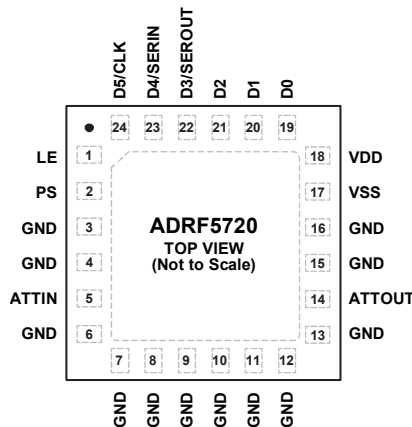 D5/CLK
D4/SERIN
D3/SEROUT
D2
D1
D0
24
23
22
21
20
19
LE 1
PS 2
GND 3
GND 4
ATTIN 5
GND 6
ADRF5720
TOP VIEW
(Not to Scale)
18 VDD
17 VSS
16 GND
15 GND
14 ATTOUT
13 GND
7
8
9
10
11
12
GND
GND
GND
GND
GND
GND